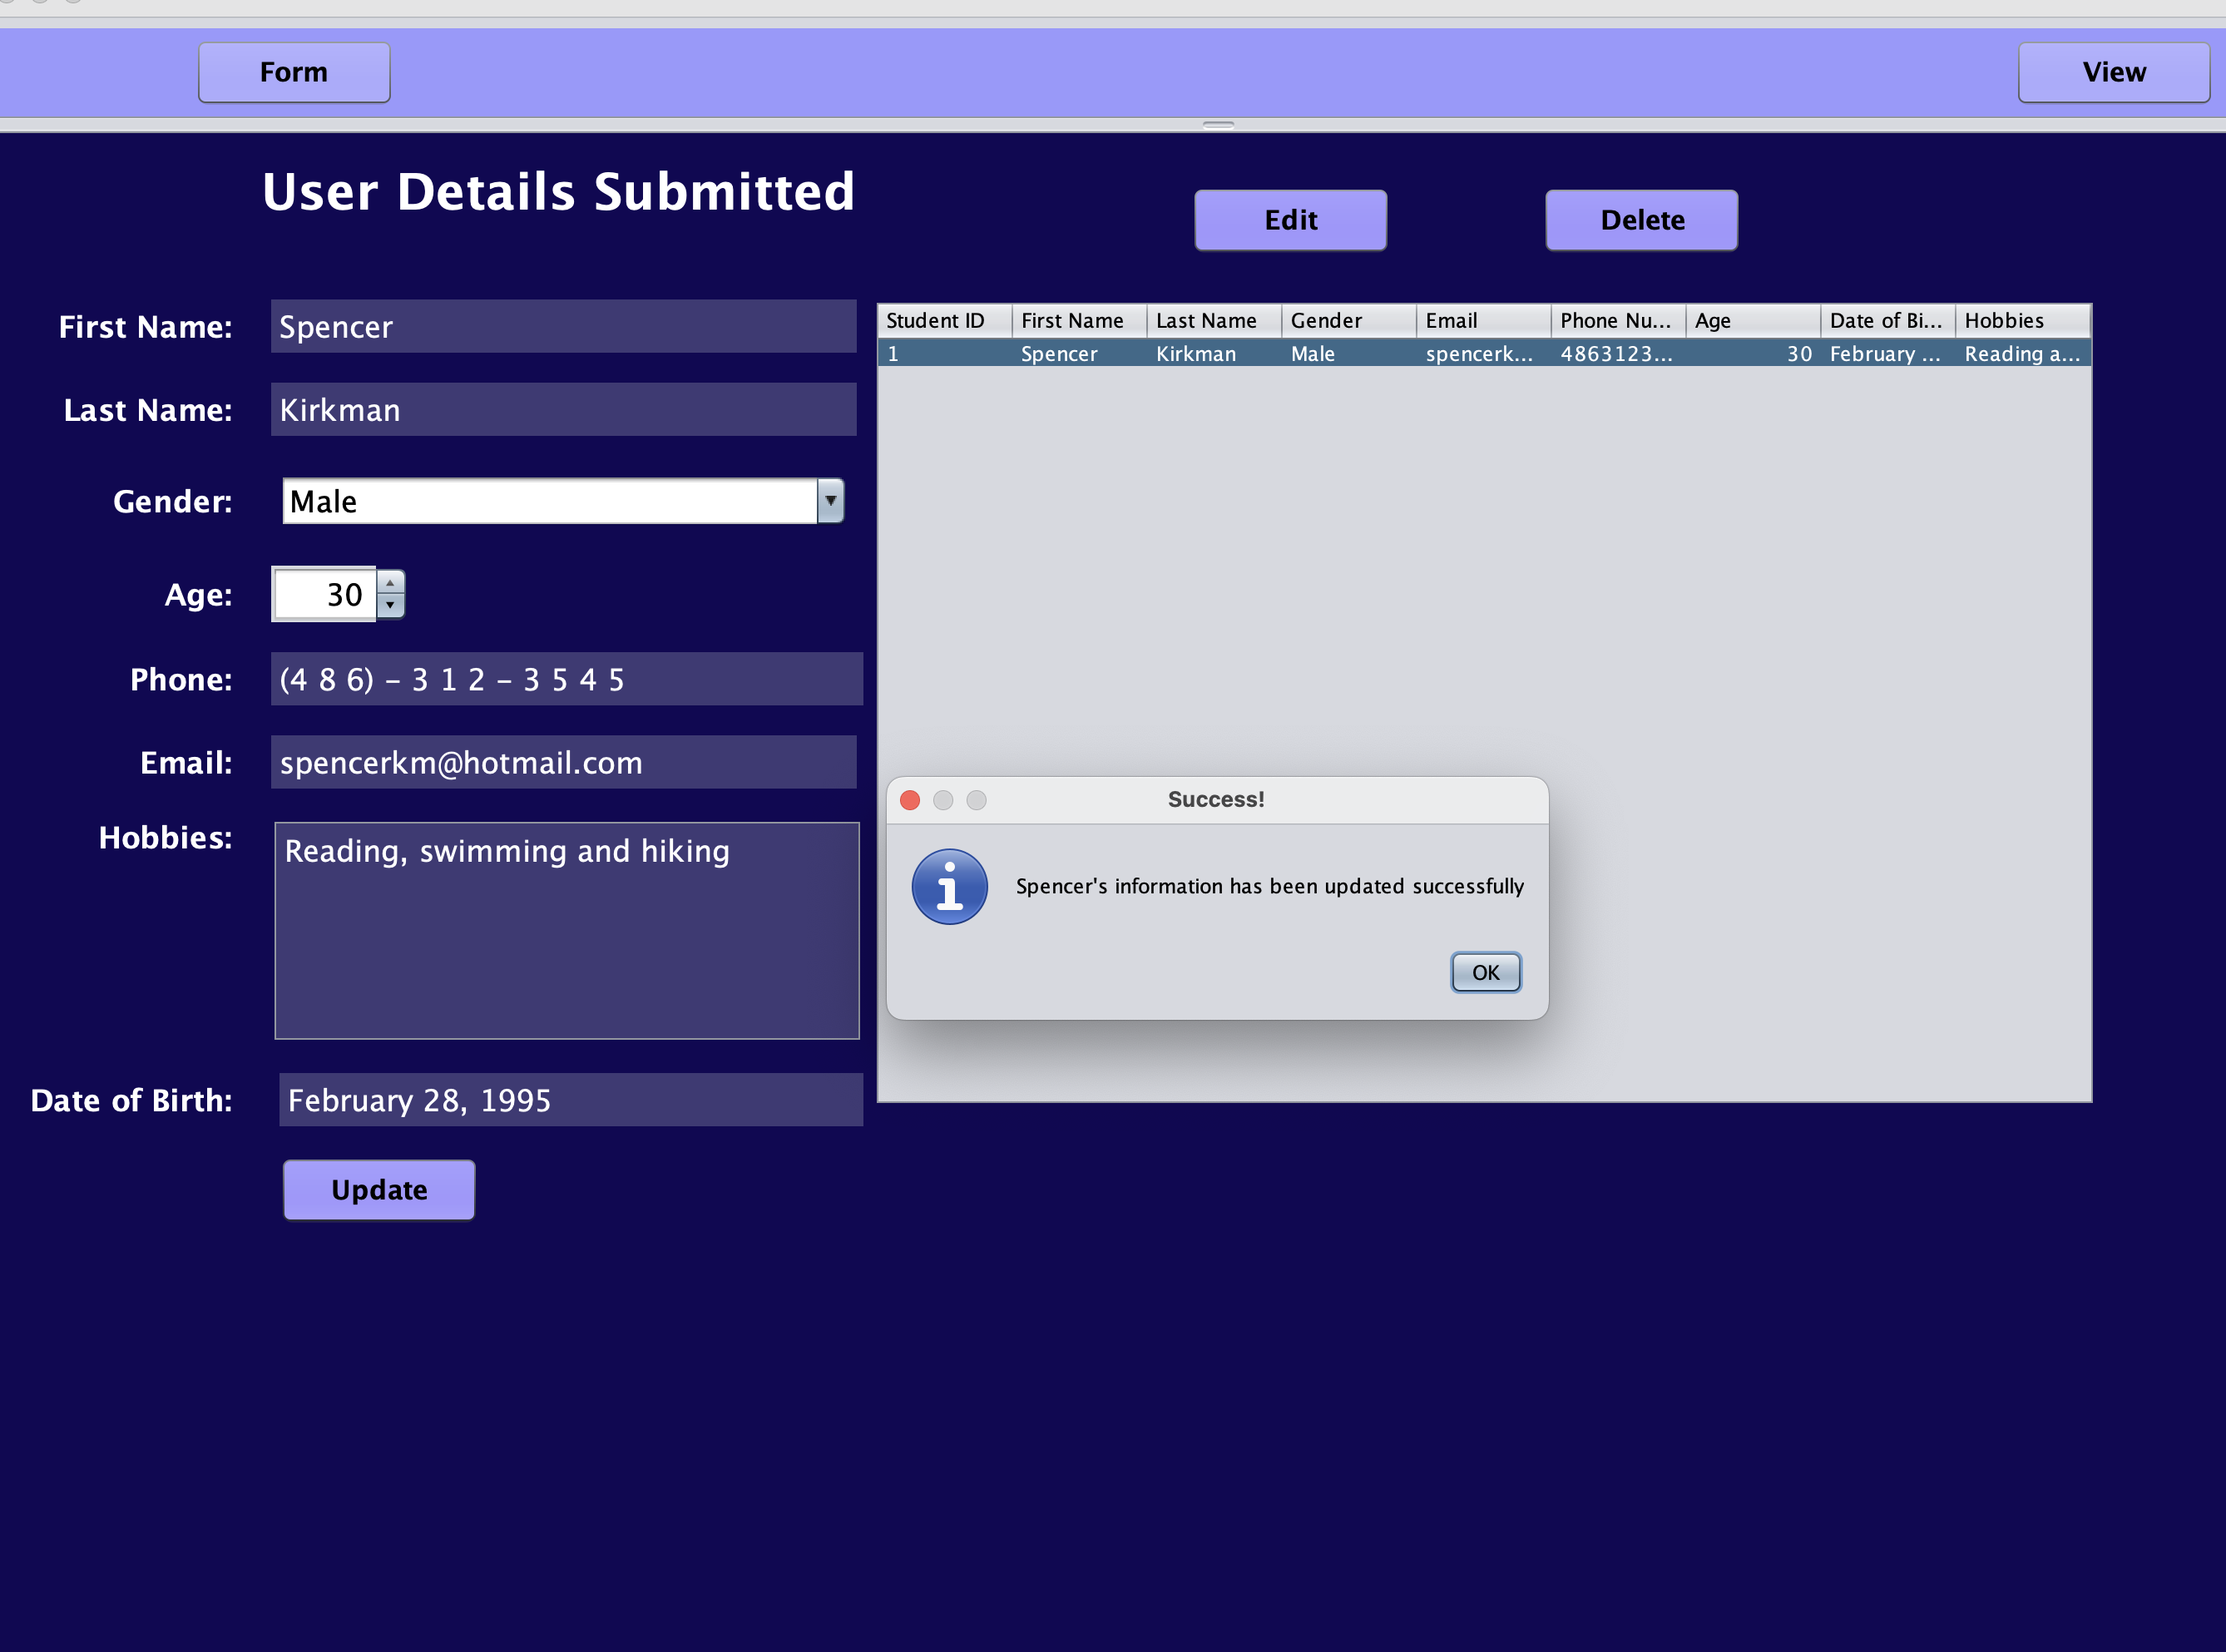 Form
View
User Details Submitted
Edit
Delete
First Name: Spencer
Last Name: Kirkman
Gender: Male
Age: 30
Phone: (4 8 6) - 3 1 2 - 3 5 4 5
Email: spencerkm@hotmail.com
Hobbies: Reading, swimming and hiking
Date of Birth: February 28, 1995
Update
Student ID First Name Last Name Gender Email Phone Nu... Age Date of Bi... Hobbies
1 Spencer Kirkman Male spencerk... 4863123... 30 February ... Reading a...
Success!
Spencer's information has been updated successfully
OK